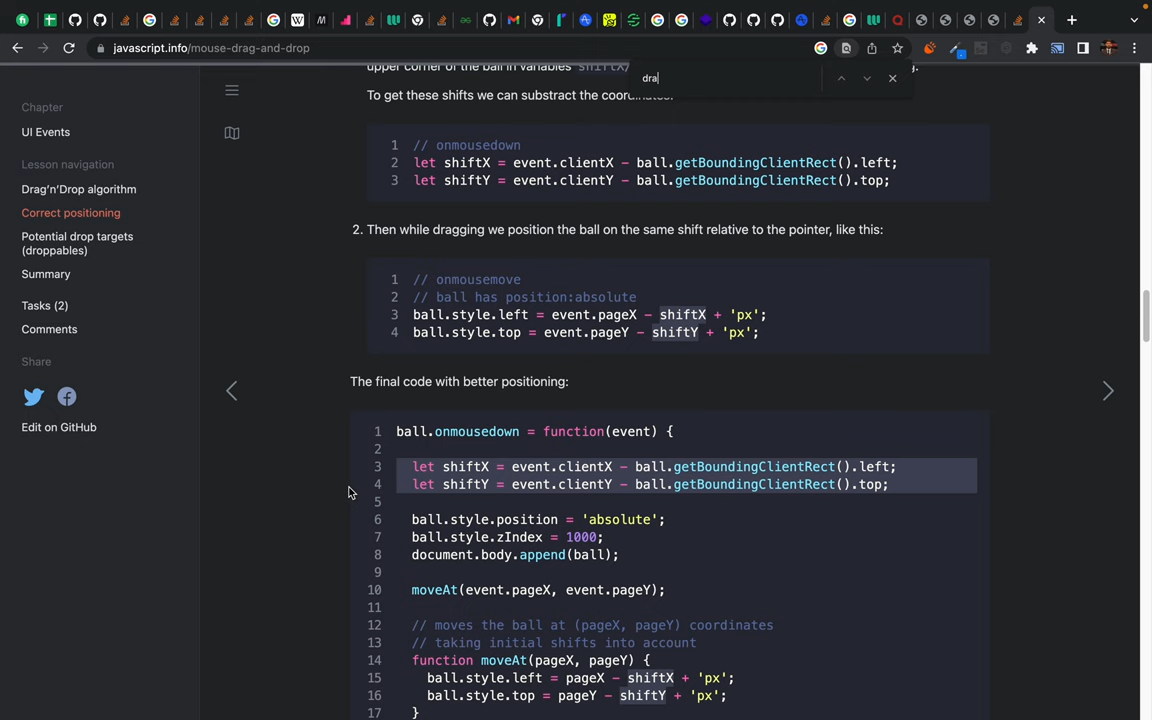 javascript.info/mouse-drag-and-drop
dra
upper corner of the ball in variables shiftX/
To get these shifts we can substract the coordinates:
Chapter
UI Events
Lesson navigation
Drag'n'Drop algorithm
Correct positioning
Potential drop targets
(droppables)
Summary
Tasks (2)
Comments
Share
Edit on GitHub
1 // onmousedown
2 let shiftX = event.clientX - ball.getBoundingClientRect().left;
3 let shiftY = event.clientY - ball.getBoundingClientRect().top;
2. Then while dragging we position the ball on the same shift relative to the pointer, like this:
1 // onmousemove
2 // ball has position:absolute
3 ball.style.left = event.pageX - shiftX + 'px';
4 ball.style.top = event.pageY - shiftY + 'px';
The final code with better positioning:
1 ball.onmousedown = function(event) {
2
3 let shiftX = event.clientX - ball.getBoundingClientRect().left;
4 let shiftY = event.clientY - ball.getBoundingClientRect().top;
5
6 ball.style.position = 'absolute';
7 ball.style.zIndex = 1000;
8 document.body.append(ball);
9
10 moveAt(event.pageX, event.pageY);
11
12 // moves the ball at (pageX, pageY) coordinates
13 // taking initial shifts into account
14 function moveAt(pageX, pageY) {
15 ball.style.left = pageX - shiftX + 'px';
16 ball.style.top = pageY - shiftY + 'px';
17 }